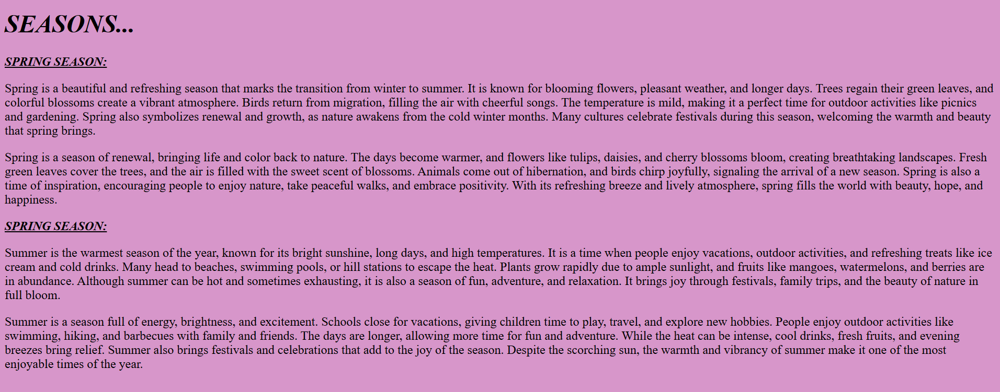 SEASONS...
SPRING SEASON:
Spring is a beautiful and refreshing season that marks the transition from winter to summer. It is known for blooming flowers, pleasant weather, and longer days. Trees regain their green leaves, and
colorful blossoms create a vibrant atmosphere. Birds return from migration, filling the air with cheerful songs. The temperature is mild, making it a perfect time for outdoor activities like picnics
and gardening. Spring also symbolizes renewal and growth, as nature awakens from the cold winter months. Many cultures celebrate festivals during this season, welcoming the warmth and beauty
that spring brings.
Spring is a season of renewal, bringing life and color back to nature. The days become warmer, and flowers like tulips, daisies, and cherry blossoms bloom, creating breathtaking landscapes. Fresh
green leaves cover the trees, and the air is filled with the sweet scent of blossoms. Animals come out of hibernation, and birds chirp joyfully, signaling the arrival of a new season. Spring is also a
time of inspiration, encouraging people to enjoy nature, take peaceful walks, and embrace positivity. With its refreshing breeze and lively atmosphere, spring fills the world with beauty, hope, and
happiness.
SPRING SEASON:
Summer is the warmest season of the year, known for its bright sunshine, long days, and high temperatures. It is a time when people enjoy vacations, outdoor activities, and refreshing treats like ice
cream and cold drinks. Many head to beaches, swimming pools, or hill stations to escape the heat. Plants grow rapidly due to ample sunlight, and fruits like mangoes, watermelons, and berries are
in abundance. Although summer can be hot and sometimes exhausting, it is also a season of fun, adventure, and relaxation. It brings joy through festivals, family trips, and the beauty of nature in
full bloom.
Summer is a season full of energy, brightness, and excitement. Schools close for vacations, giving children time to play, travel, and explore new hobbies. People enjoy outdoor activities like
swimming, hiking, and barbecues with family and friends. The days are longer, allowing more time for fun and adventure. While the heat can be intense, cool drinks, fresh fruits, and evening
breezes bring relief. Summer also brings festivals and celebrations that add to the joy of the season. Despite the scorching sun, the warmth and vibrancy of summer make it one of the most
enjoyable times of the year.